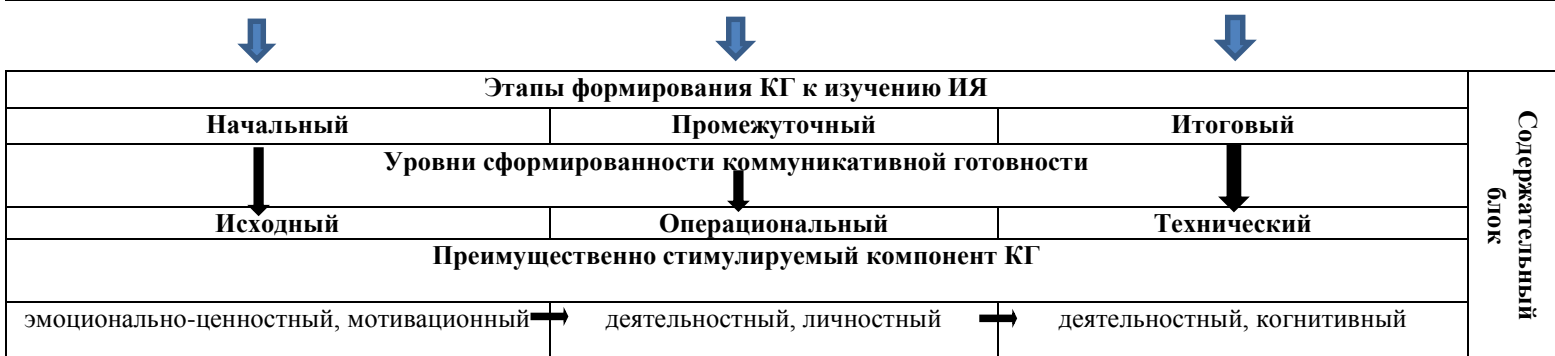 Этапы формирования КГ к изучению ИЯ
Начальный Промежуточный Итоговый
Уровни сформированности коммуникативной готовности
Исходный Операциональный Технический
Преимущественно стимулируемый компонент КГ
эмоционально-ценностный, мотивационный деятельностный, личностный деятельностный, когнитивный
Содержательный
блок